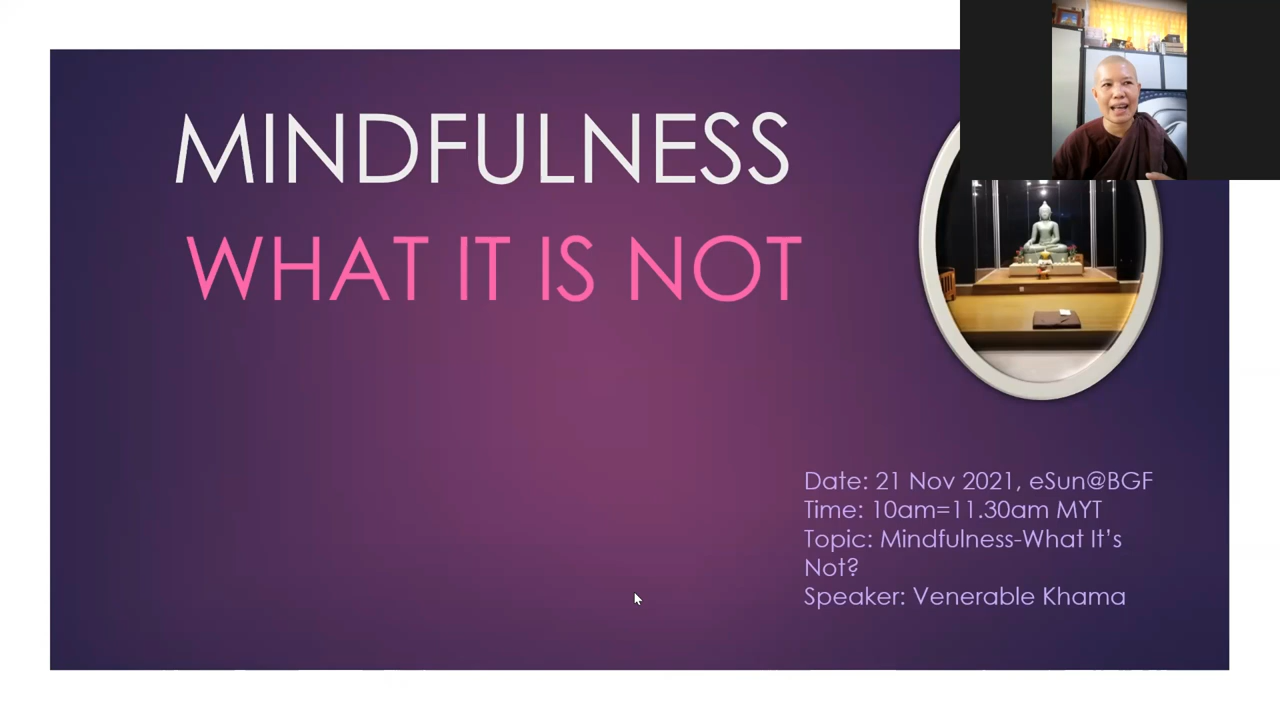 MINDFULNESS
WHAT IT IS NOT
Date: 21 Nov 2021, eSun@BGF
Time: 10am=11.30am MYT
Topic: Mindfulness-What It's
Not?
Speaker: Venerable Khama